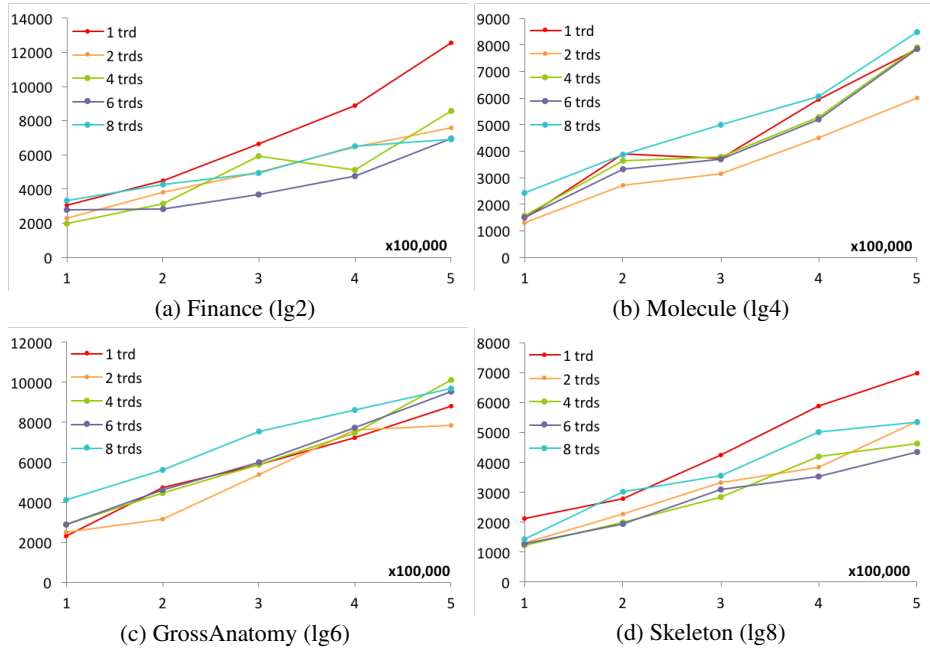 14000
12000
10000
8000
6000
4000
2000
0
1 trd
2 trds
4 trds
6 trds
8 trds
x100,000
1 2 3 4 5
(a) Finance (lg2)
9000
8000
7000
6000
5000
4000
3000
2000
1000
0
1 trd
2 trds
4 trds
6 trds
8 trds
x100,000
1 2 3 4 5
(b) Molecule (lg4)
12000
10000
8000
6000
4000
2000
0
1 trd
2 trds
4 trds
6 trds
8 trds
x100,000
1 2 3 4 5
(c) GrossAnatomy (lg6)
8000
7000
6000
5000
4000
3000
2000
1000
0
1 trd
2 trds
4 trds
6 trds
8 trds
x100,000
1 2 3 4 5
(d) Skeleton (lg8)